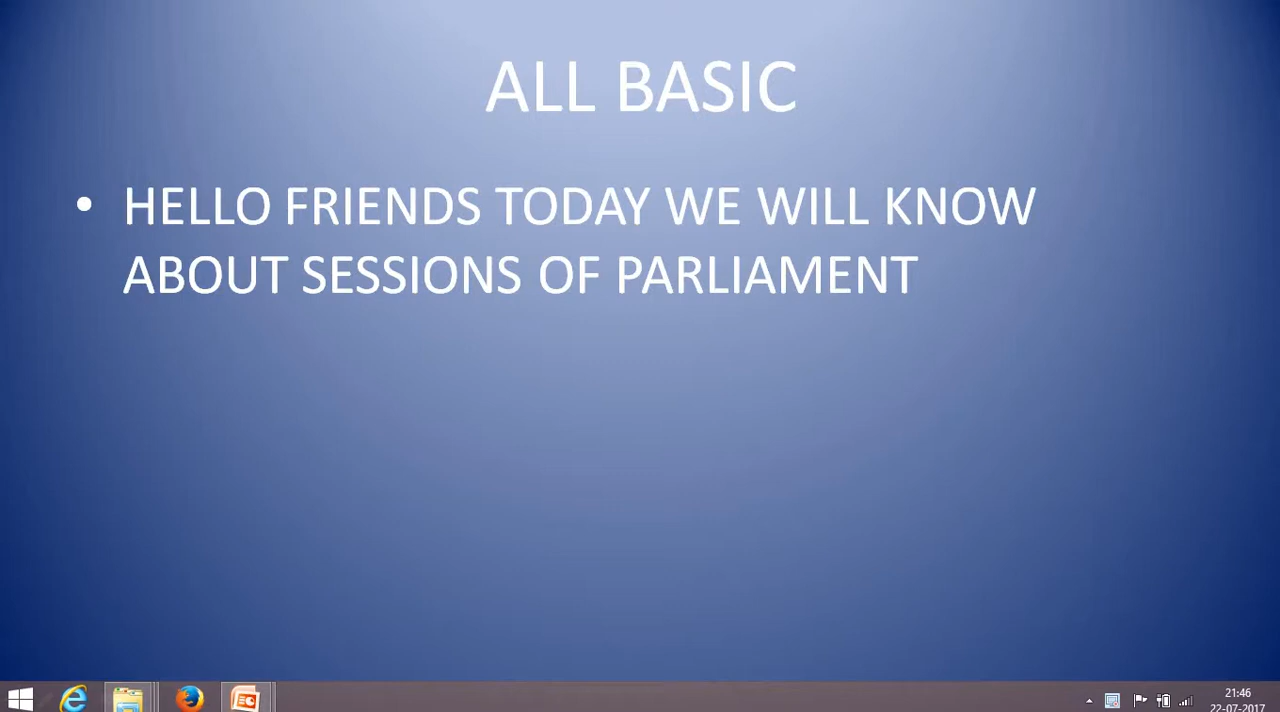 ALL BASIC
• HELLO FRIENDS TODAY WE WILL KNOW
ABOUT SESSIONS OF PARLIAMENT
21:46
22-07-2017